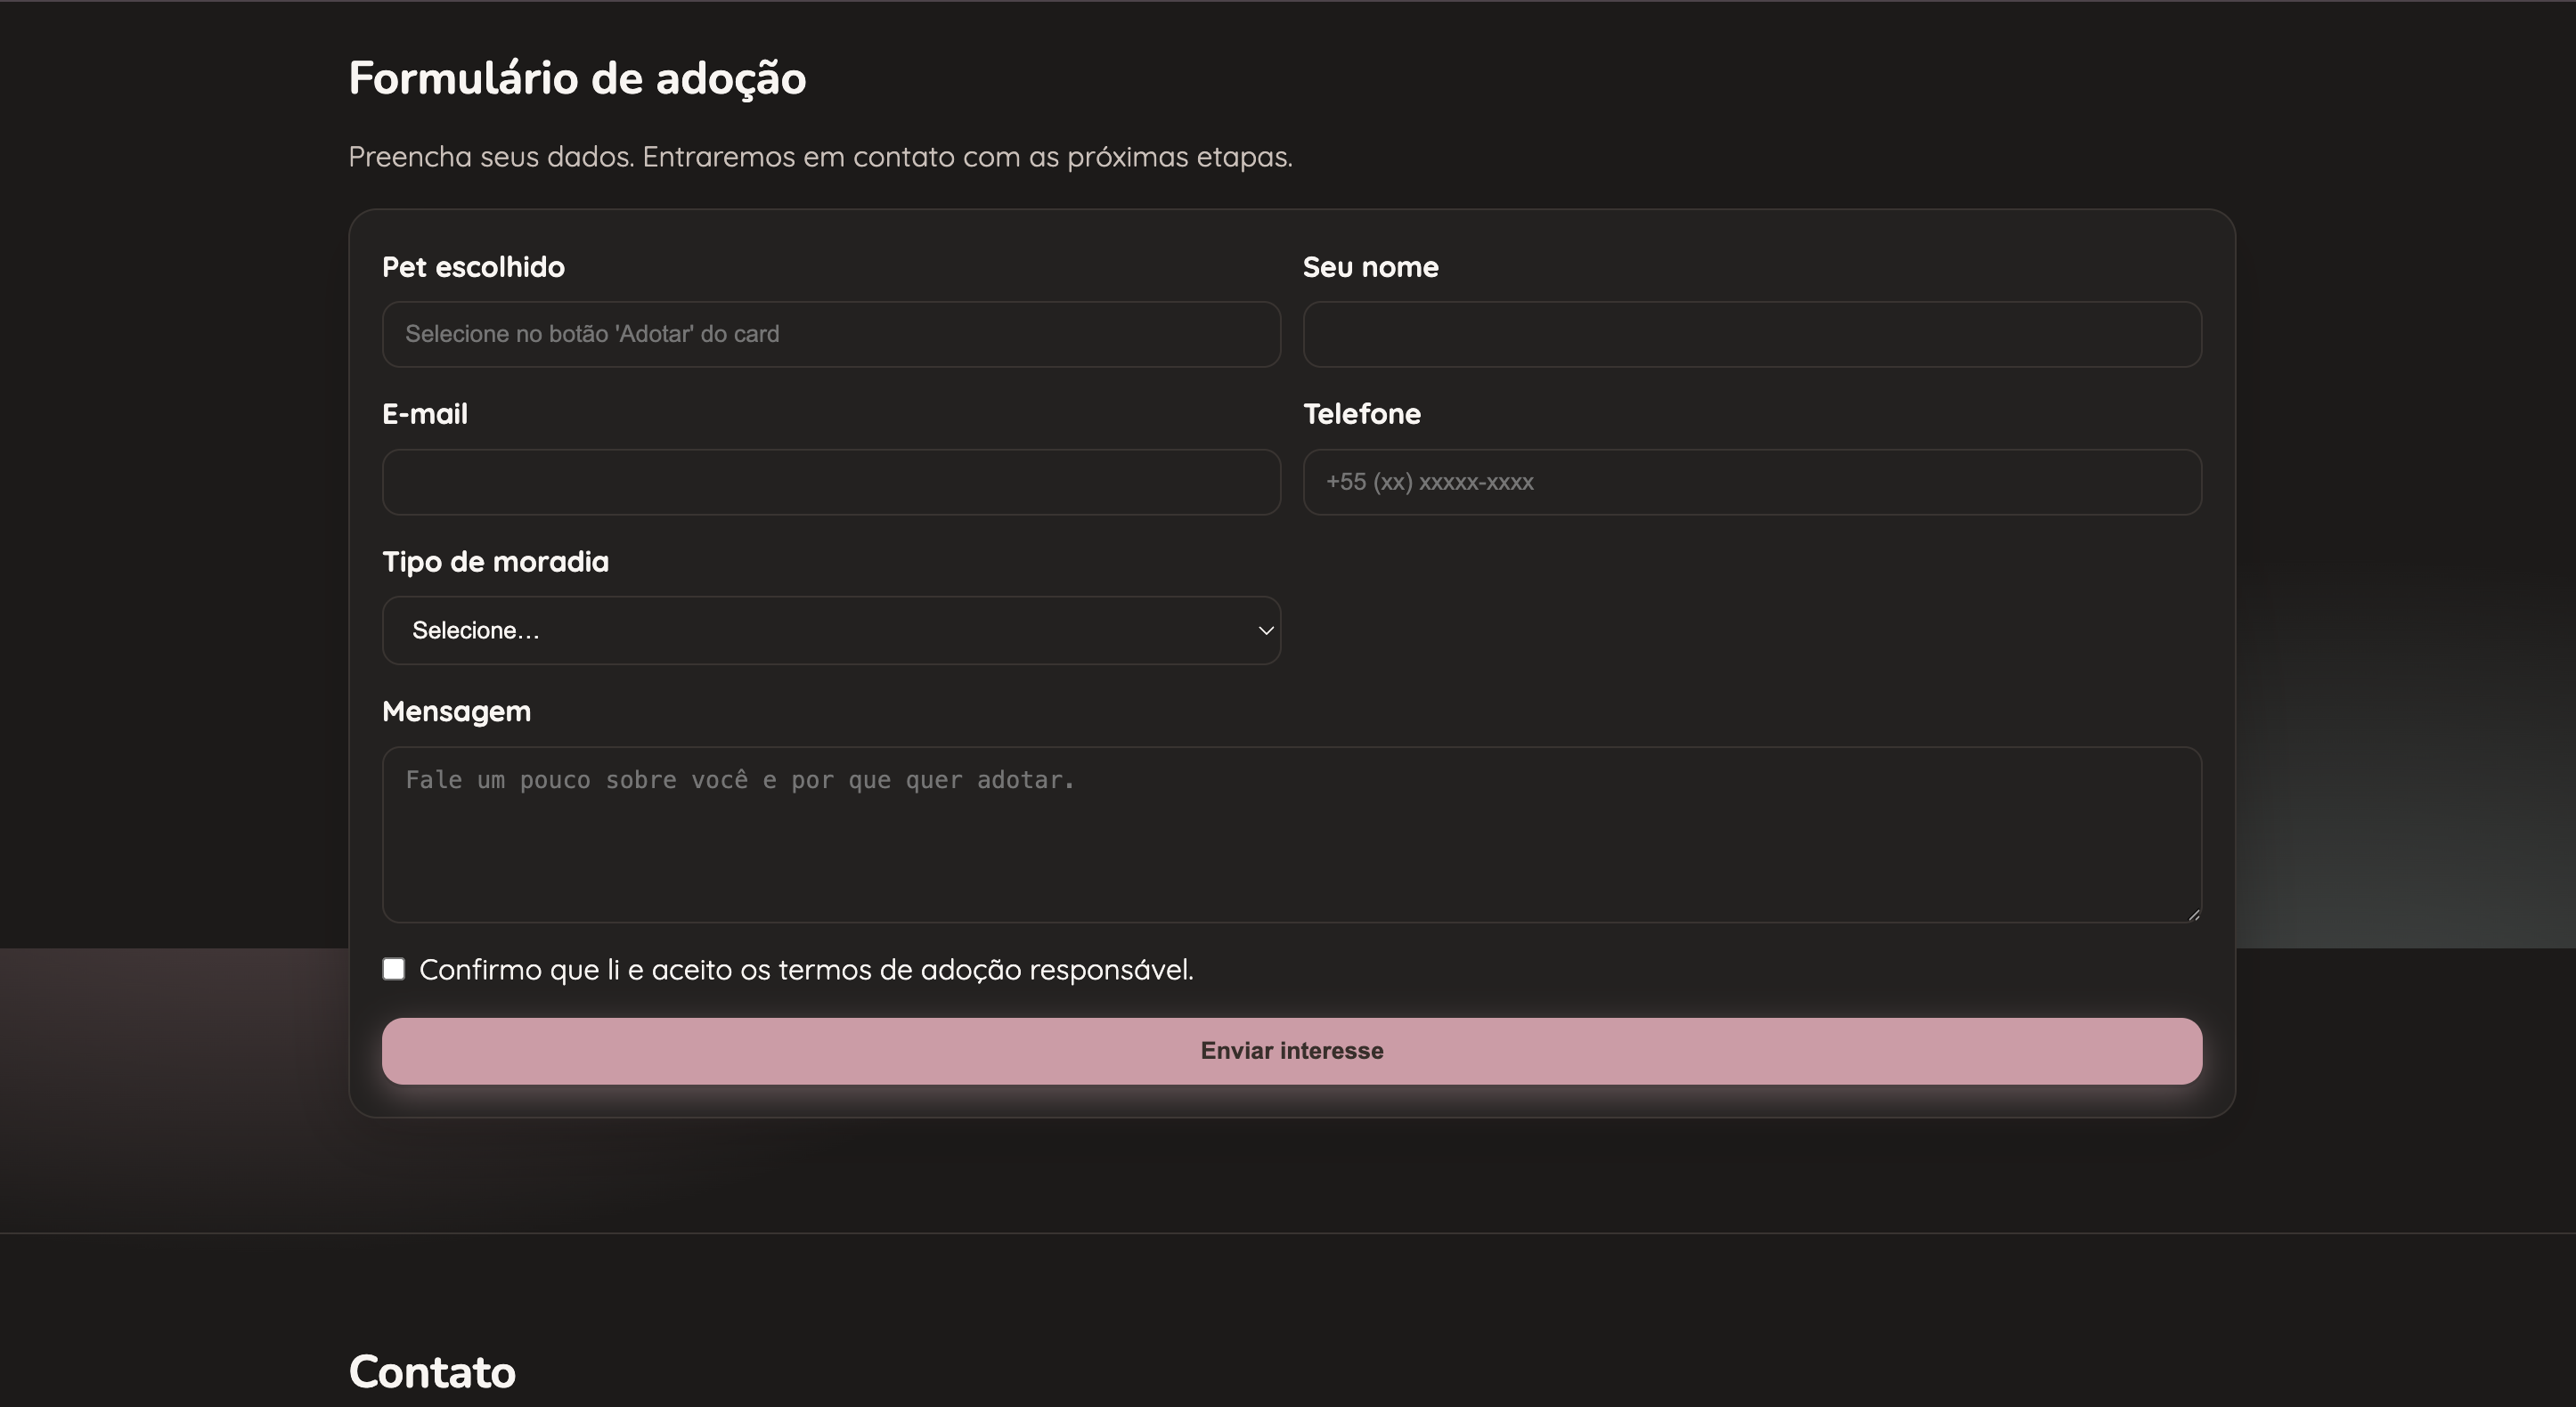 Formulário de adoção
Preencha seus dados. Entraremos em contato com as próximas etapas.
Pet escolhido
Seu nome
Selecione no botão 'Adotar' do card
E-mail
Telefone
+55 (xx) xxxxx-xxxx
Tipo de moradia
Selecione...
Mensagem
Fale um pouco sobre você e por que quer adotar.
Confirmo que li e aceito os termos de adoção responsável.
Enviar interesse
Contato